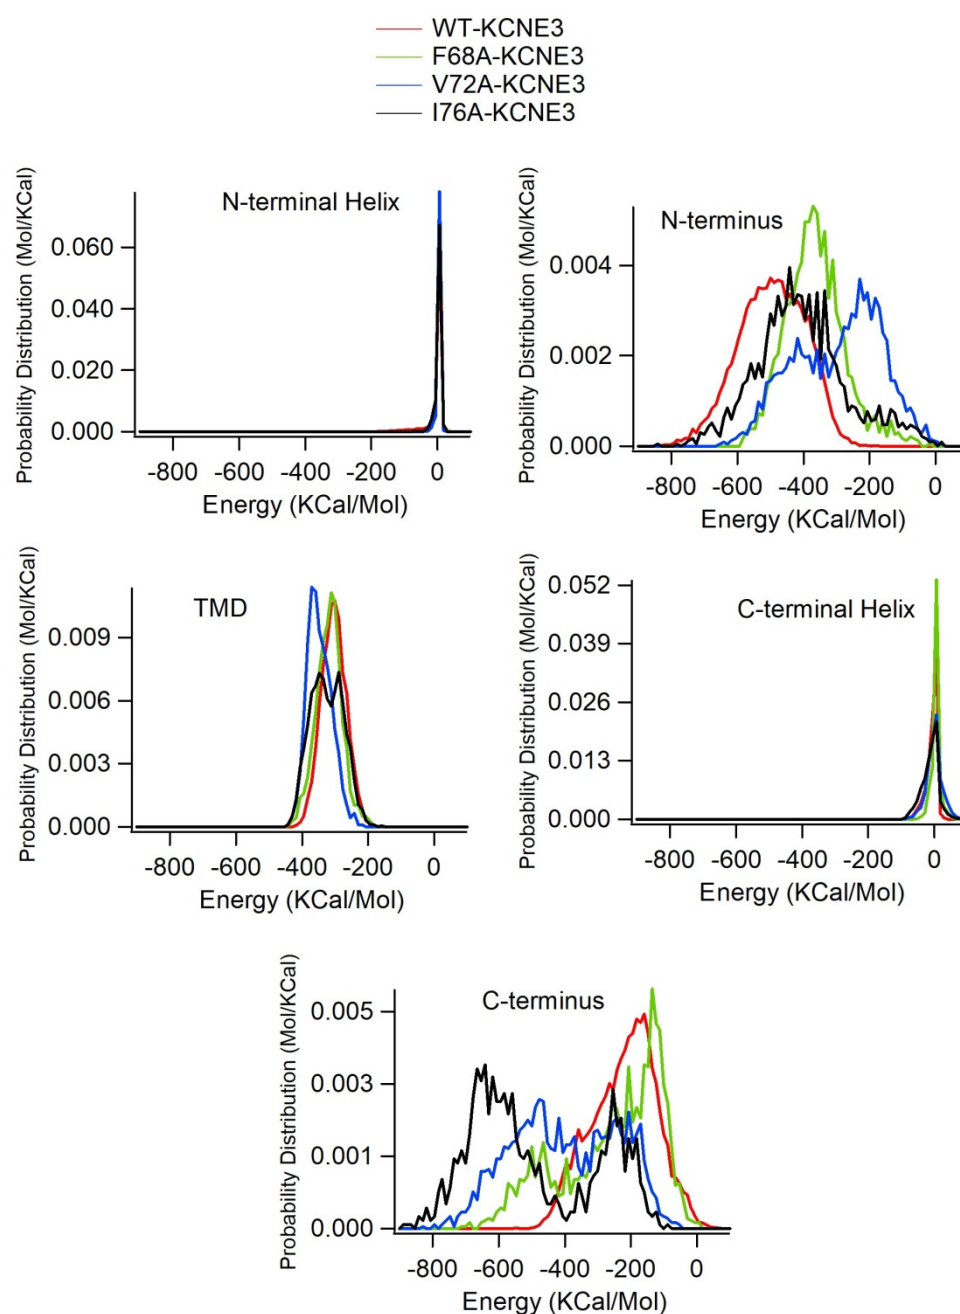 WT-KCNE3
F68A-KCNE3
V72A-KCNE3
I76A-KCNE3
N-terminal Helix
Probability Distribution (Mol/KCal)
0.060
0.040
0.020
0.000
-800 -600 -400 -200 0
Energy (KCal/Mol)
N-terminus
Probability Distribution (Mol/KCal)
0.004
0.002
0.000
-800 -600 -400 -200 0
Energy (KCal/Mol)
TMD
Probability Distribution (Mol/KCal)
0.009
0.006
0.003
0.000
-800 -600 -400 -200 0
Energy (KCal/Mol)
C-terminal Helix
Probability Distribution (Mol/KCal)
0.052
0.039
0.026
0.013
0.000
-800 -600 -400 -200 0
Energy (KCal/Mol)
C-terminus
Probability Distribution (Mol/KCal)
0.005
0.003
0.001
0.000
-800 -600 -400 -200 0
Energy (KCal/Mol)